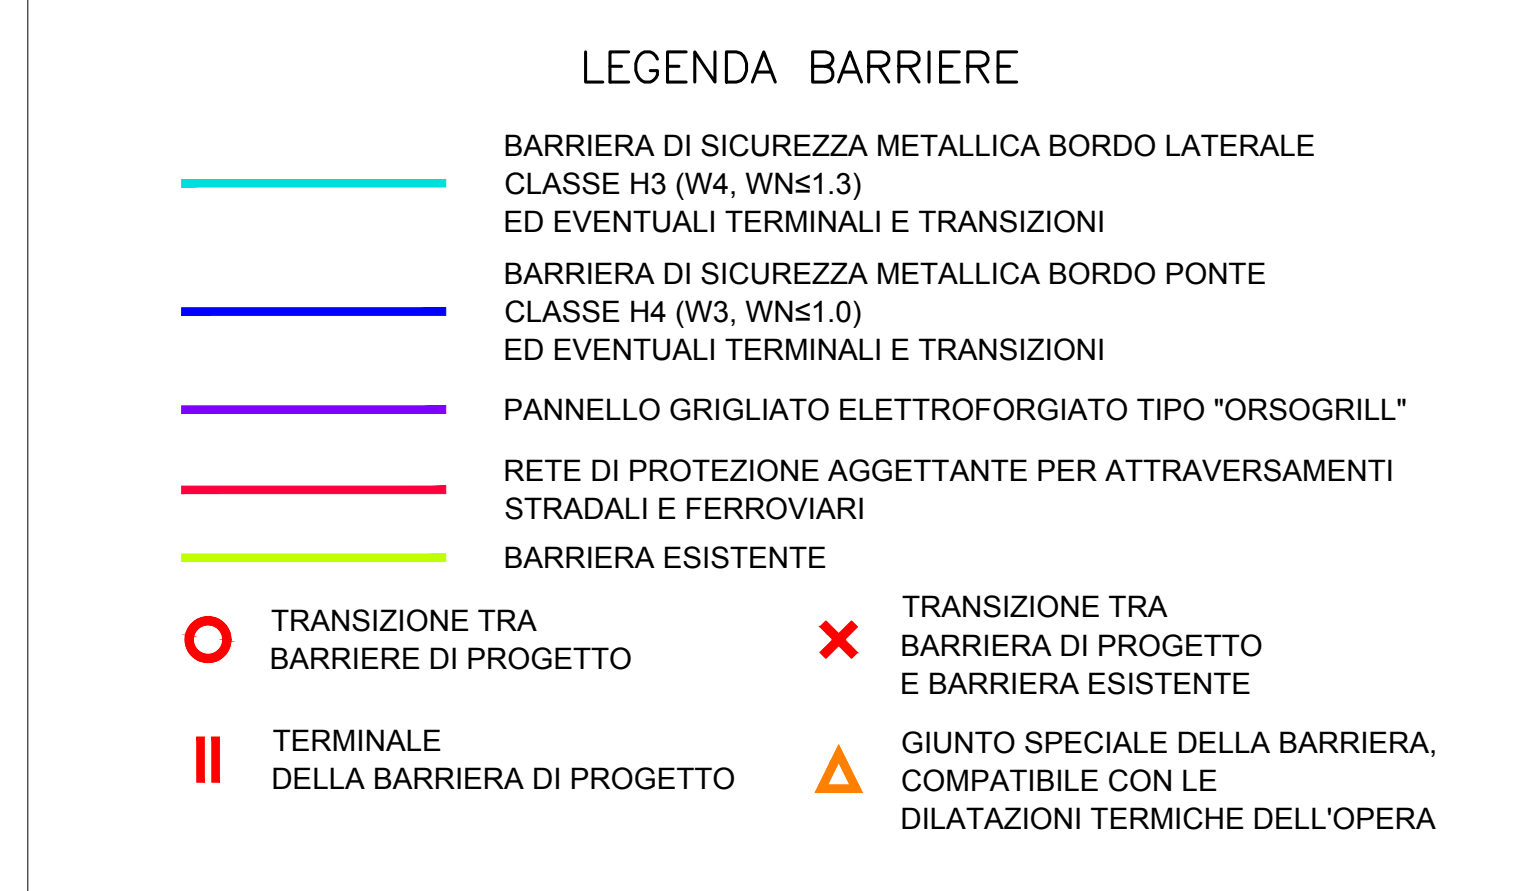 LEGENDA BARRIERE
BARRIERA DI SICUREZZA METALLICA BORDO LATERALE
CLASSE H3 (W4, WN≤1.3)
ED EVENTUALI TERMINALI E TRANSIZIONI
BARRIERA DI SICUREZZA METALLICA BORDO PONTE
CLASSE H4 (W3, WN≤1.0)
ED EVENTUALI TERMINALI E TRANSIZIONI
PANNELLO GRIGLIATO ELETTROFORGIATO TIPO "ORSOGRILL"
RETE DI PROTEZIONE AGGETTANTE PER ATTRAVERSAMENTI
STRADALI E FERROVIARI
BARRIERA ESISTENTE
TRANSIZIONE TRA
BARRIERE DI PROGETTO
TRANSIZIONE TRA
BARRIERA DI PROGETTO
E BARRIERA ESISTENTE
TERMINALE
DELLA BARRIERA DI PROGETTO
GIUNTO SPECIALE DELLA BARRIERA,
COMPATIBILE CON LE
DILATAZIONI TERMICHE DELL'OPERA